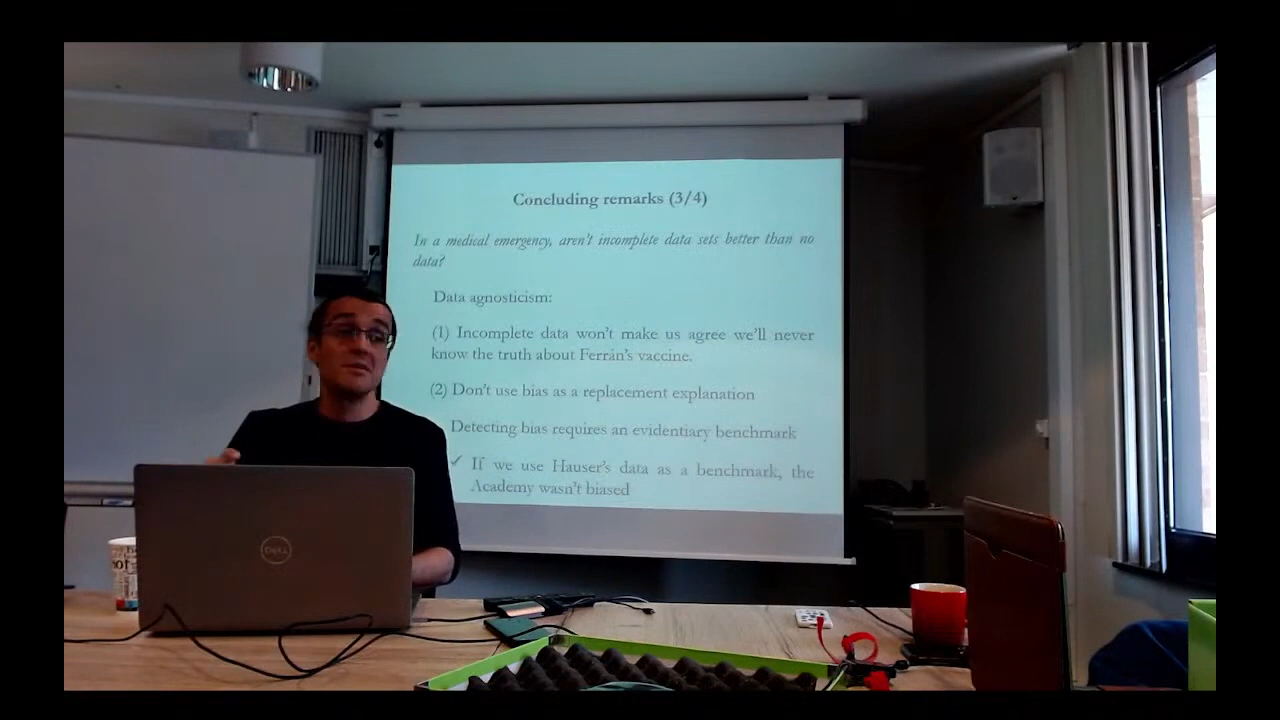 Concluding remarks (3/4)
In a medical emergency, aren't incomplete data sets better than no
data?
Data agnosticism:
(1) Incomplete data won't make us agree we'll never
know the truth about Ferrán's vaccine.
(2) Don't use bias as a replacement explanation
Detecting bias requires an evidentiary benchmark
✓ If we use Hauser's data as a benchmark, the
Academy wasn't biased
DELL